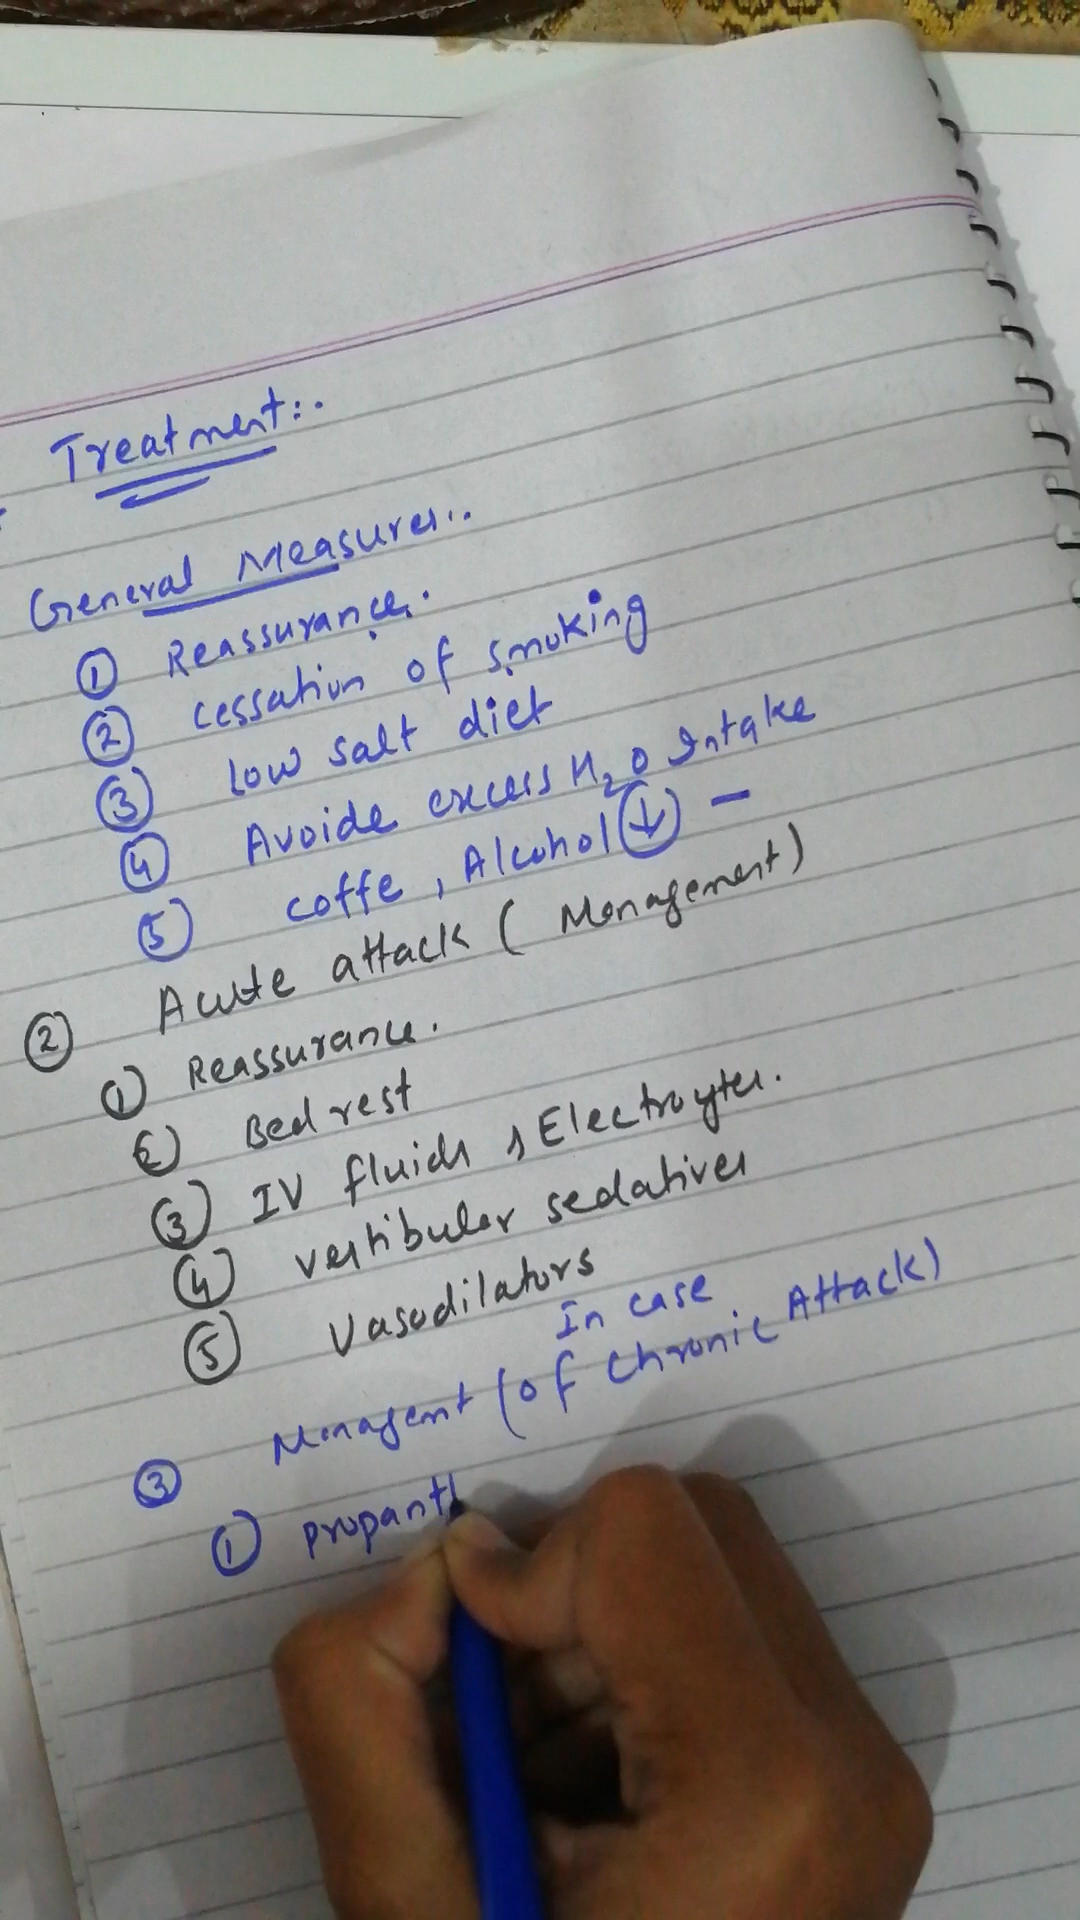 Treatment:.
General Measures:.
① Reassurance.
② cessation of smoking
③ low salt diet
④ Avoide excess H₂O Intake
⑤ coffe, Alcohol ↓ -
② Acute attack ( Management)
① Reassurance.
② Bed rest
③ IV fluids, Electroytes.
④ vestibular sedatives
⑤ Vasodilators
In case
③ Managemt (of chronic Attack)
① propanth